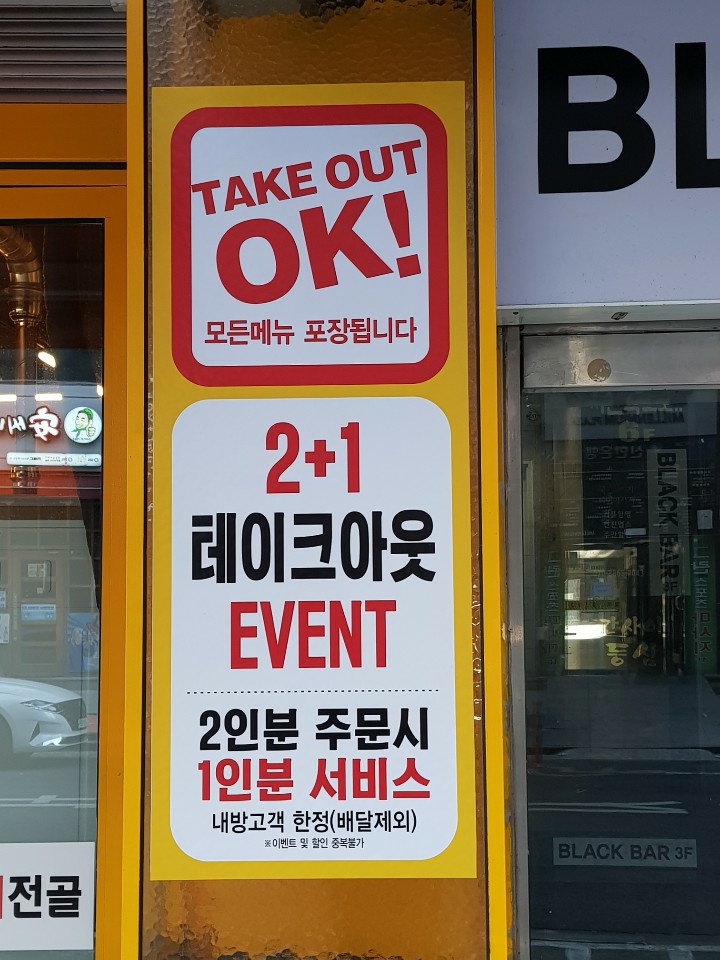 TAKE OUT
OK!
모든메뉴 포장됩니다
2+1
테이크아웃
EVENT
2인분 주문시
1인분 서비스
내방고객 한정(배달제외)
※이벤트 및 할인 중복불가
전골
BL
BLACK BAR
BLACK BAR 3F